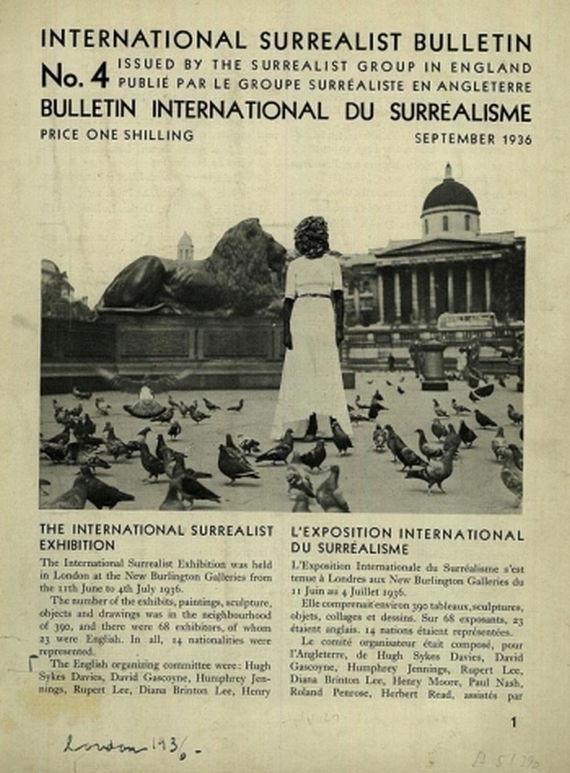 INTERNATIONAL SURREALIST BULLETIN
No. 4
ISSUED BY THE SURREALIST GROUP IN ENGLAND
PUBLIÉ PAR LE GROUPE SURRÉALISTE EN ANGLETERRE
BULLETIN INTERNATIONAL DU SURRÉALISME
PRICE ONE SHILLING
SEPTEMBER 1936
THE INTERNATIONAL SURREALIST
EXHIBITION
The International Surrealist Exhibition was held
in London at the New Burlington Galleries from
the 11th June to 4th July 1936.
The number of the exhibits, paintings, sculpture,
objects and drawings was in the neighbourhood
of 390, and there were 68 exhibitors, of whom
23 were English. In all, 14 nationalities were
represented.
The English organizing committee were: Hugh
Sykes Davies, David Gascoyne, Humphrey Jen-
nings, Rupert Lee, Diana Brinton Lee, Henry
L'EXPOSITION INTERNATIONAL
DU SURRÉALISME
L'Exposition Internationale du Surréalisme s'est
tenue à Londres aux New Burlington Galleries du
11 Juin au 4 Juillet 1936.
Elle comprenait environ 390 tableaux, sculptures,
objets, collages et dessins. Sur 68 exposants, 23
étaient anglais. 14 nations étaient représentées.
Le comité organisateur était composé, pour
l'Angleterre, de Hugh Sykes Davies, David
Gascoyne, Humphrey Jennings, Rupert Lee,
Diana Brinton Lee, Henry Moore, Paul Nash,
Roland Penrose, Herbert Read, assistés par
1
London 1936.